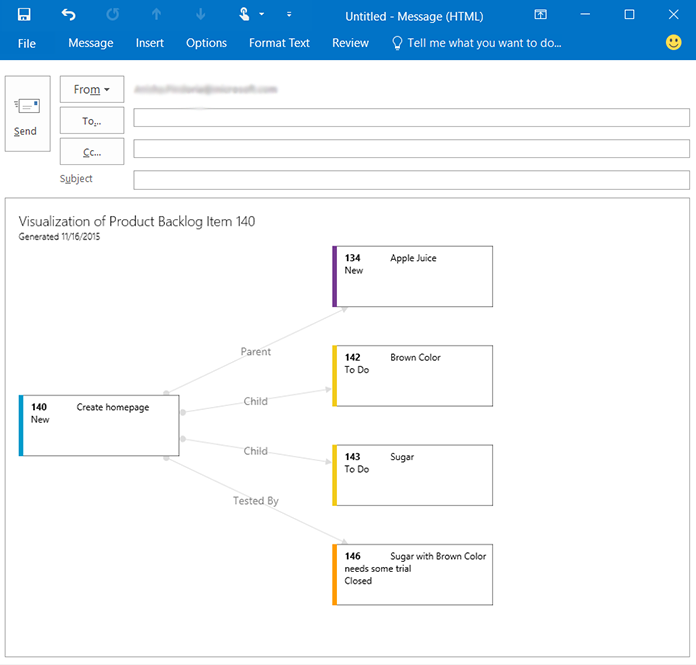 Untitled - Message (HTML)
File Message Insert Options Format Text Review Tell me what you want to do...
From
Send
To...
Cc...
Subject
Visualization of Product Backlog Item 140
Generated 11/16/2015
134 Apple Juice
New
Parent
142 Brown Color
To Do
Child
140 Create homepage
New
Child
143 Sugar
To Do
Tested By
146 Sugar with Brown Color
needs some trial
Closed